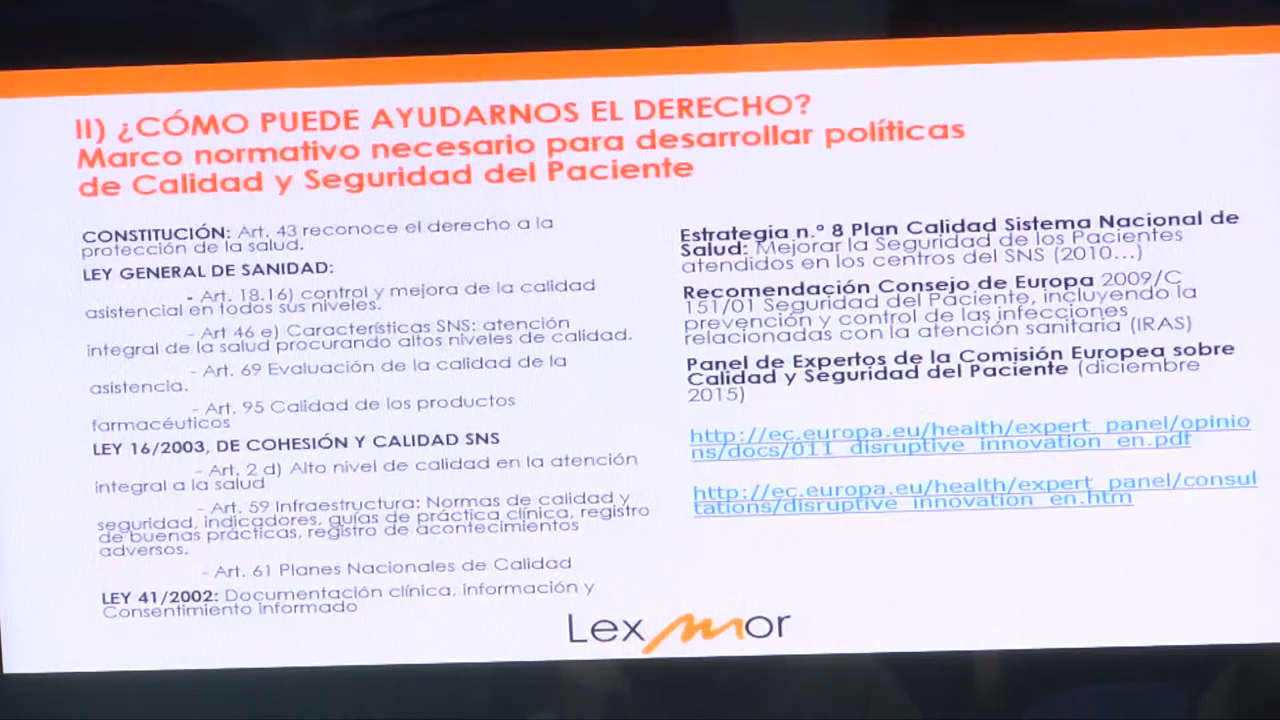 II) ¿CÓMO PUEDE AYUDARNOS EL DERECHO?
Marco normativo necesario para desarrollar políticas
de Calidad y Seguridad del Paciente
CONSTITUCIÓN: Art. 43 reconoce el derecho a la
protección de la salud.
LEY GENERAL DE SANIDAD:
- Art. 18.16) control y mejora de la calidad
asistencial en todos sus niveles.
- Art 46 e) Características SNS: atención
integral de la salud procurando altos niveles de calidad.
- Art. 69 Evaluación de la calidad de la
asistencia.
- Art. 95 Calidad de los productos
farmacéuticos
LEY 16/2003, DE COHESIÓN Y CALIDAD SNS
- Art. 2 d) Alto nivel de calidad en la atención
integral a la salud
- Art. 59 Infraestructura: Normas de calidad y
seguridad, indicadores, guías de práctica clínica, registro
de buenas prácticas, registro de acontecimientos
adversos.
- Art. 61 Planes Nacionales de Calidad
LEY 41/2002: Documentación clínica, información y
Consentimiento informado
Estrategia n.º 8 Plan Calidad Sistema Nacional de
Salud: Mejorar la Seguridad de los Pacientes
atendidos en los centros del SNS (2010...)
Recomendación Consejo de Europa 2009/C
151/01 Seguridad del Paciente, incluyendo la
prevención y control de las infecciones
relacionadas con la atención sanitaria (IRAS)
Panel de Expertos de la Comisión Europea sobre
Calidad y Seguridad del Paciente (diciembre
2015)
http://ec.europa.eu/health/expert_panel/opinio
ns/docs/011_disruptive_innovation_en.pdf
http://ec.europa.eu/health/expert_panel/consul
tations/disruptive_innovation_en.htm
Lexmor